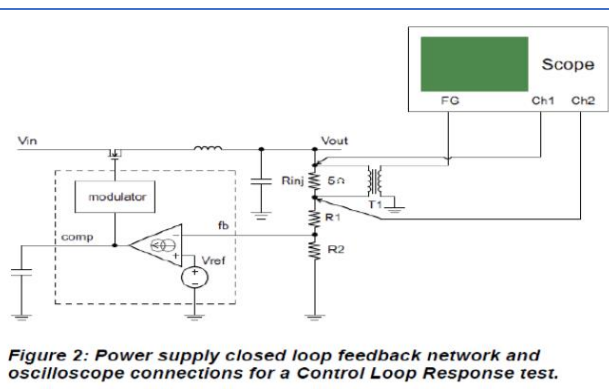 Scope
FG Ch1 Ch2
Vin Vout
Rinj 5Ω
modulator
T1
R1
comp fb
Vref
R2
Figure 2: Power supply closed loop feedback network and
oscilloscope connections for a Control Loop Response test.